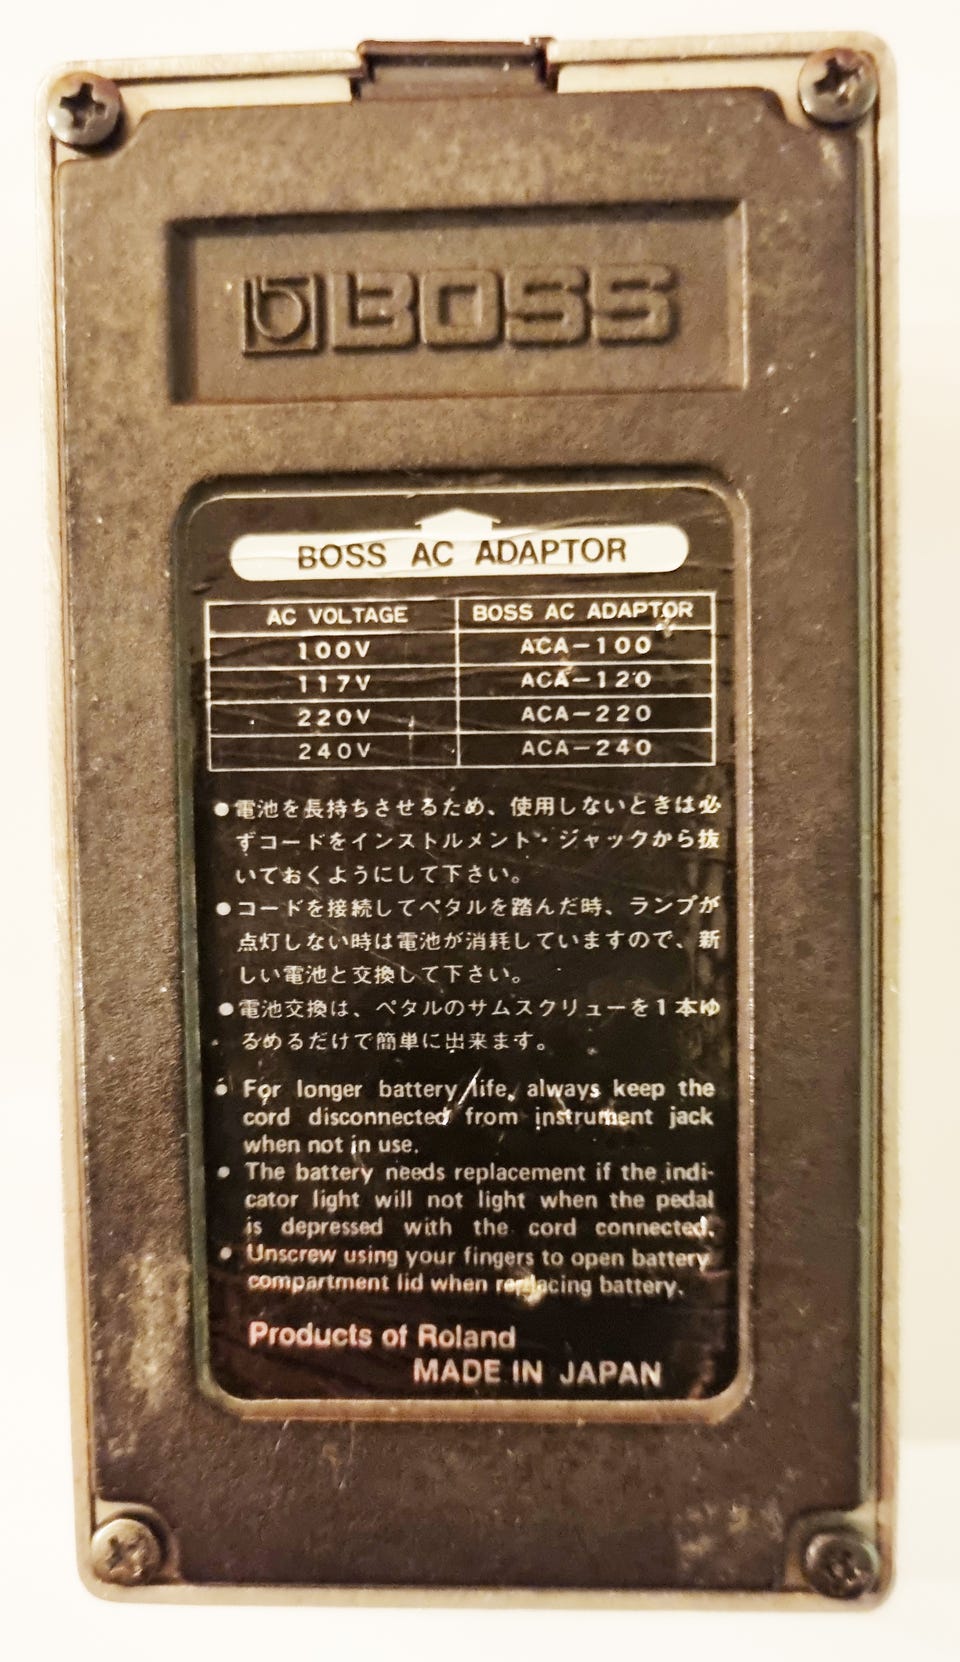 BOSS
BOSS AC ADAPTOR
AC VOLTAGE BOSS AC ADAPTOR
100V ACA-100
117V ACA-120
220V ACA-220
240V ACA-240
●電池を長持ちさせるため、使用しないときは必
ずコードをインストルメント・ジャックから抜
いておくようにして下さい。
●コードを接続してペタルを踏んだ時、ランプが
点灯しない時は電池が消耗していますので、新
しい電池と交換して下さい。
●電池交換は、ペタルのサムスクリューを1本ゆ
るめるだけで簡単に出来ます。
● For longer battery life, always keep the
cord disconnected from instrument jack
when not in use.
● The battery needs replacement if the indi-
cator light will not light when the pedal
is depressed with the cord connected.
● Unscrew using your fingers to open battery
compartment lid when replacing battery.
Products of Roland
MADE IN JAPAN